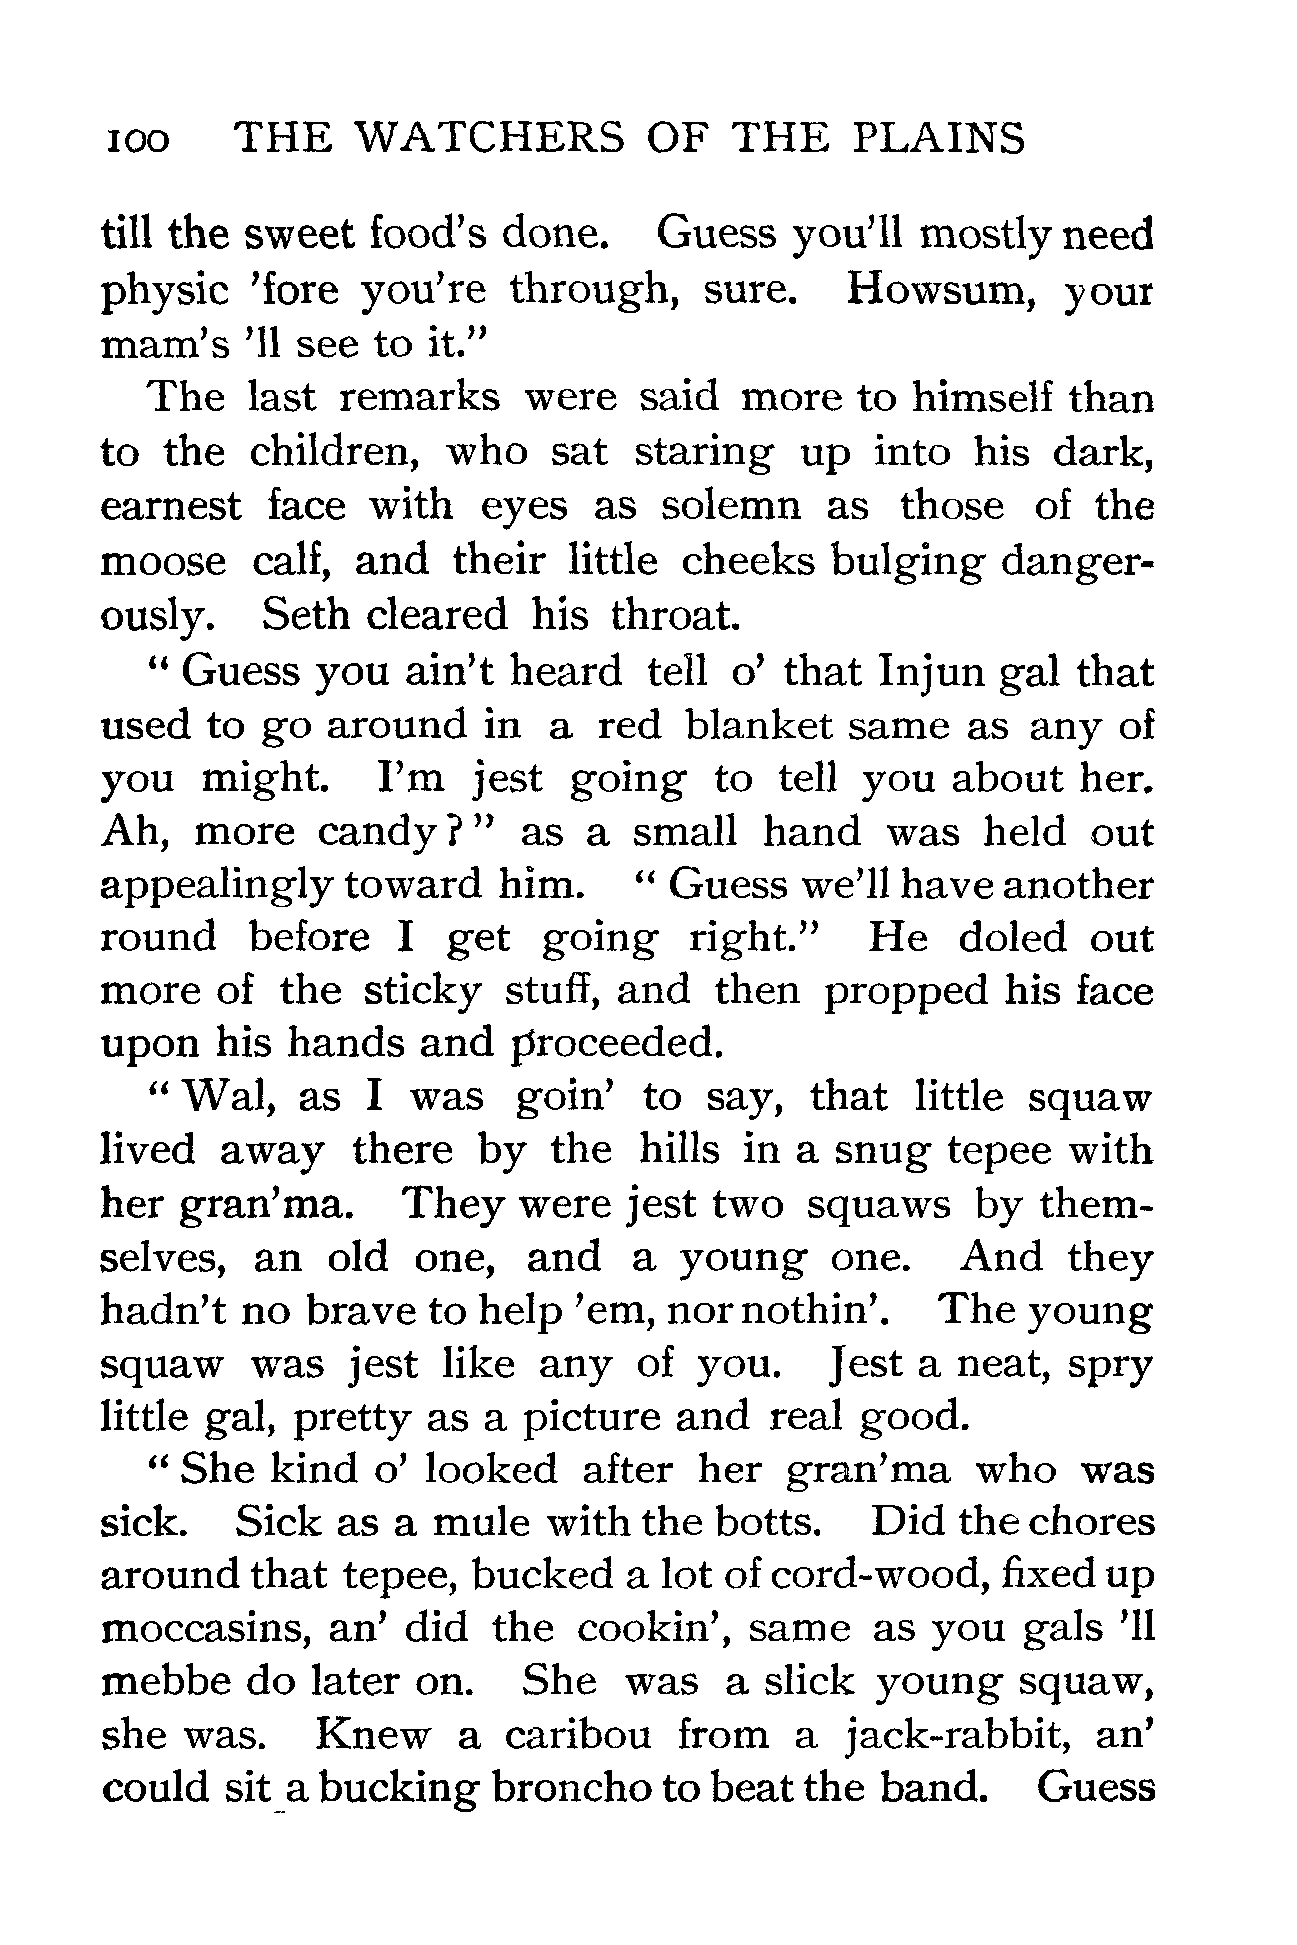 100 THE WATCHERS OF THE PLAINS
till the sweet food's done. Guess you'll mostly need
physic 'fore you're through, sure. Howsum, your
mam's 'll see to it."
The last remarks were said more to himself than
to the children, who sat staring up into his dark,
earnest face with eyes as solemn as those of the
moose calf, and their little cheeks bulging danger-
ously. Seth cleared his throat.
" Guess you ain't heard tell o' that Injun gal that
used to go around in a red blanket same as any of
you might. I'm jest going to tell you about her.
Ah, more candy ? " as a small hand was held out
appealingly toward him. " Guess we'll have another
round before I get going right." He doled out
more of the sticky stuff, and then propped his face
upon his hands and proceeded.
" Wal, as I was goin' to say, that little squaw
lived away there by the hills in a snug tepee with
her gran'ma. They were jest two squaws by them-
selves, an old one, and a young one. And they
hadn't no brave to help 'em, nor nothin'. The young
squaw was jest like any of you. Jest a neat, spry
little gal, pretty as a picture and real good.
" She kind o' looked after her gran'ma who was
sick. Sick as a mule with the botts. Did the chores
around that tepee, bucked a lot of cord-wood, fixed up
moccasins, an' did the cookin', same as you gals 'll
mebbe do later on. She was a slick young squaw,
she was. Knew a caribou from a jack-rabbit, an'
could sit a bucking broncho to beat the band. Guess